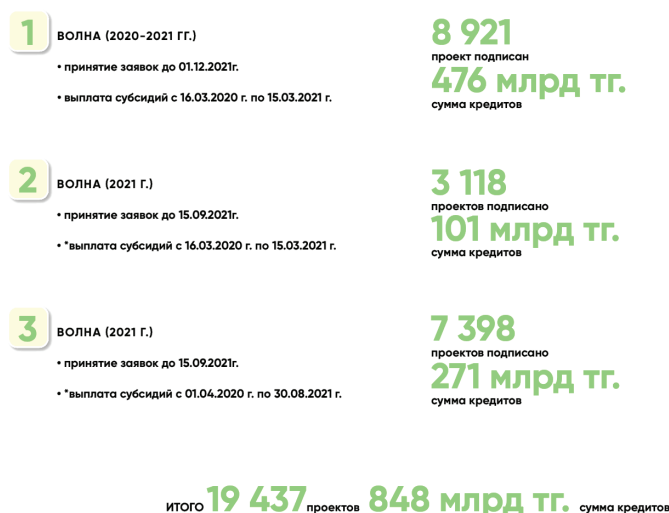 1
ВОЛНА (2020-2021 ГГ.)
• принятие заявок до 01.12.2021г.
• выплата субсидий с 16.03.2020 г. по 15.03.2021 г.
8 921
проект подписан
476 млрд тг.
сумма кредитов
2
ВОЛНА (2021 Г.)
• принятие заявок до 15.09.2021г.
• *выплата субсидий с 16.03.2020 г. по 15.03.2021 г.
3 118
проектов подписано
101 млрд тг.
сумма кредитов
3
ВОЛНА (2021 Г.)
• принятие заявок до 15.09.2021г.
• *выплата субсидий с 01.04.2020 г. по 30.08.2021 г.
7 398
проектов подписано
271 млрд тг.
сумма кредитов
ИТОГО 19 437 проектов 848 млрд тг. сумма кредитов